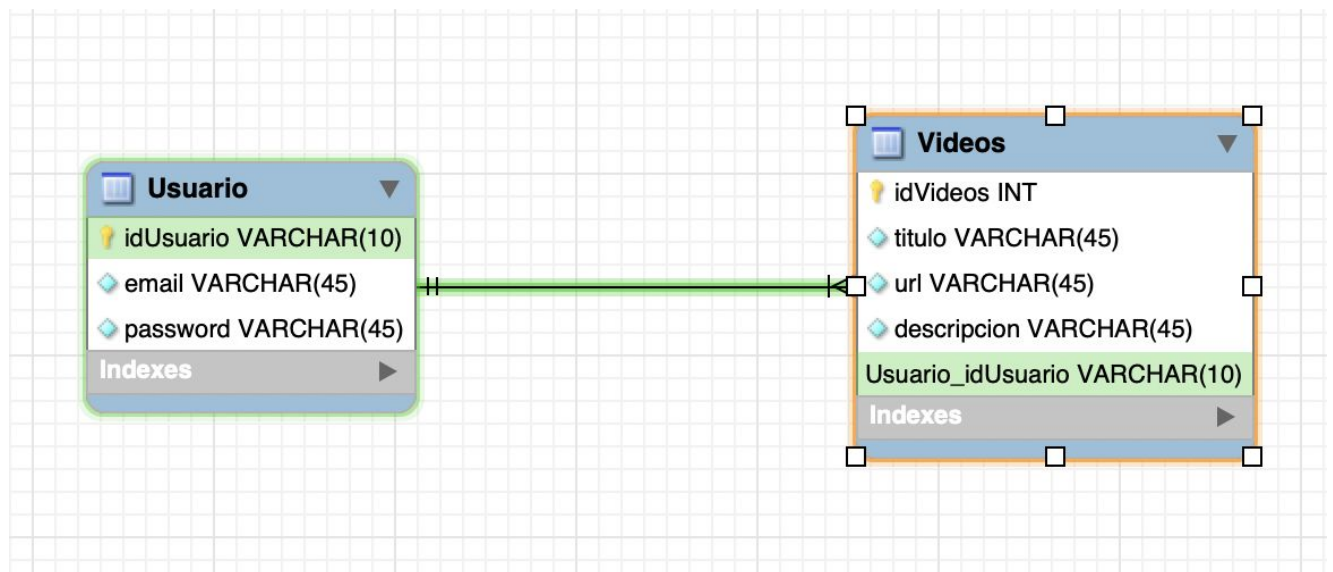 Usuario
idUsuario VARCHAR(10)
email VARCHAR(45)
password VARCHAR(45)
Indexes
Videos
idVideos INT
titulo VARCHAR(45)
url VARCHAR(45)
descripcion VARCHAR(45)
Usuario_idUsuario VARCHAR(10)
Indexes